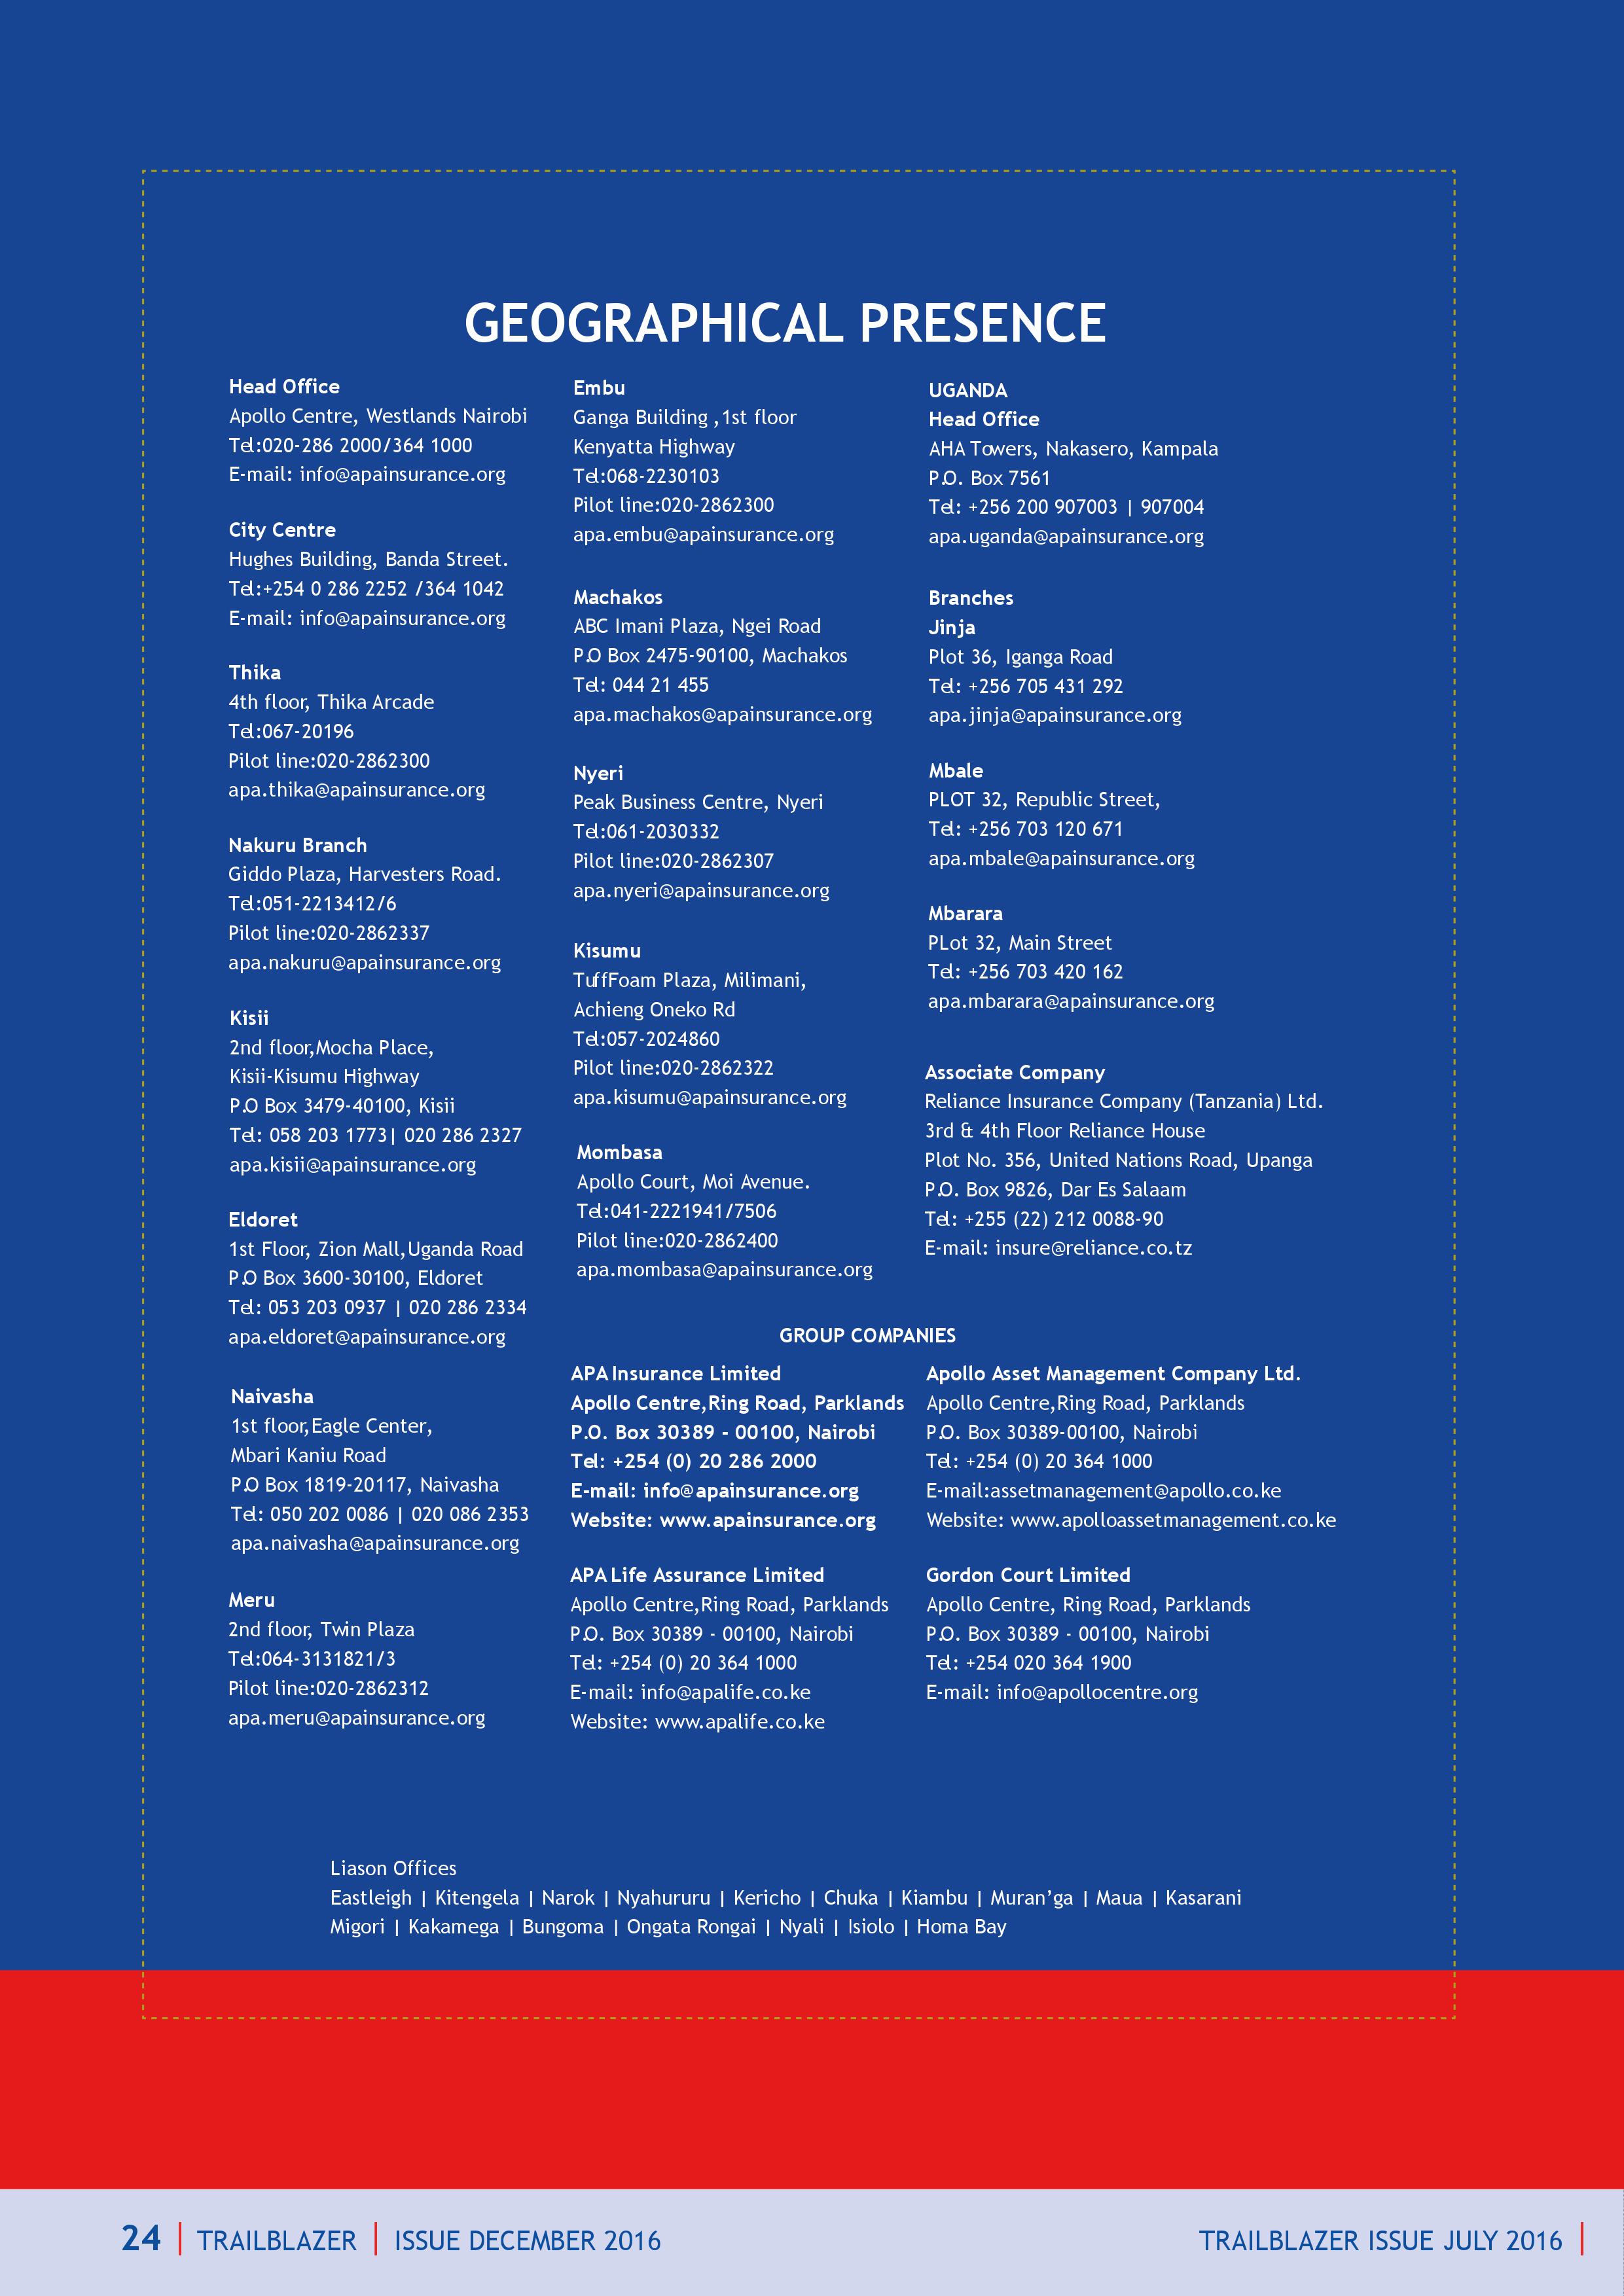 GEOGRAPHICAL PRESENCE
Head Office
Apollo Centre, Westlands Nairobi
Tel:020-286 2000/364 1000
E-mail: info@apainsurance.org
City Centre
Hughes Building, Banda Street.
Tel:+254 0 286 2252 /364 1042
E-mail: info@apainsurance.org
Thika
4th floor, Thika Arcade
Tel:067-20196
Pilot line:020-2862300
apa.thika@apainsurance.org
Nakuru Branch
Giddo Plaza, Harvesters Road.
Tel:051-2213412/6
Pilot line:020-2862337
apa.nakuru@apainsurance.org
Kisii
2nd floor,Mocha Place,
Kisii-Kisumu Highway
P.O Box 3479-40100, Kisii
Tel: 058 203 1773| 020 286 2327
apa.kisii@apainsurance.org
Eldoret
1st Floor, Zion Mall,Uganda Road
P.O Box 3600-30100, Eldoret
Tel: 053 203 0937 | 020 286 2334
apa.eldoret@apainsurance.org
Naivasha
1st floor,Eagle Center,
Mbari Kaniu Road
P.O Box 1819-20117, Naivasha
Tel: 050 202 0086 | 020 086 2353
apa.naivasha@apainsurance.org
Meru
2nd floor, Twin Plaza
Tel:064-3131821/3
Pilot line:020-2862312
apa.meru@apainsurance.org
Embu
Ganga Building ,1st floor
Kenyatta Highway
Tel:068-2230103
Pilot line:020-2862300
apa.embu@apainsurance.org
Machakos
ABC Imani Plaza, Ngei Road
P.O Box 2475-90100, Machakos
Tel: 044 21 455
apa.machakos@apainsurance.org
Nyeri
Peak Business Centre, Nyeri
Tel:061-2030332
Pilot line:020-2862307
apa.nyeri@apainsurance.org
Kisumu
TuffFoam Plaza, Milimani,
Achieng Oneko Rd
Tel:057-2024860
Pilot line:020-2862322
apa.kisumu@apainsurance.org
Mombasa
Apollo Court, Moi Avenue.
Tel:041-2221941/7506
Pilot line:020-2862400
apa.mombasa@apainsurance.org
UGANDA
Head Office
AHA Towers, Nakasero, Kampala
P.O. Box 7561
Tel: +256 200 907003 | 907004
apa.uganda@apainsurance.org
Branches
Jinja
Plot 36, Iganga Road
Tel: +256 705 431 292
apa.jinja@apainsurance.org
Mbale
PLOT 32, Republic Street,
Tel: +256 703 120 671
apa.mbale@apainsurance.org
Mbarara
PLot 32, Main Street
Tel: +256 703 420 162
apa.mbarara@apainsurance.org
Associate Company
Reliance Insurance Company (Tanzania) Ltd.
3rd & 4th Floor Reliance House
Plot No. 356, United Nations Road, Upanga
P.O. Box 9826, Dar Es Salaam
Tel: +255 (22) 212 0088-90
E-mail: insure@reliance.co.tz
GROUP COMPANIES
APA Insurance Limited
Apollo Centre,Ring Road, Parklands
P.O. Box 30389 - 00100, Nairobi
Tel: +254 (0) 20 286 2000
E-mail: info@apainsurance.org
Website: www.apainsurance.org
APA Life Assurance Limited
Apollo Centre,Ring Road, Parklands
P.O. Box 30389 - 00100, Nairobi
Tel: +254 (0) 20 364 1000
E-mail: info@apalife.co.ke
Website: www.apalife.co.ke
Apollo Asset Management Company Ltd.
Apollo Centre,Ring Road, Parklands
P.O. Box 30389-00100, Nairobi
Tel: +254 (0) 20 364 1000
E-mail:assetmanagement@apollo.co.ke
Website: www.apolloassetmanagement.co.ke
Gordon Court Limited
Apollo Centre, Ring Road, Parklands
P.O. Box 30389 - 00100, Nairobi
Tel: +254 020 364 1900
E-mail: info@apollocentre.org
Liason Offices
Eastleigh | Kitengela | Narok | Nyahururu | Kericho | Chuka | Kiambu | Muran’ga | Maua | Kasarani
Migori | Kakamega | Bungoma | Ongata Rongai | Nyali | Isiolo | Homa Bay
24 | TRAILBLAZER | ISSUE DECEMBER 2016
TRAILBLAZER ISSUE JULY 2016 |